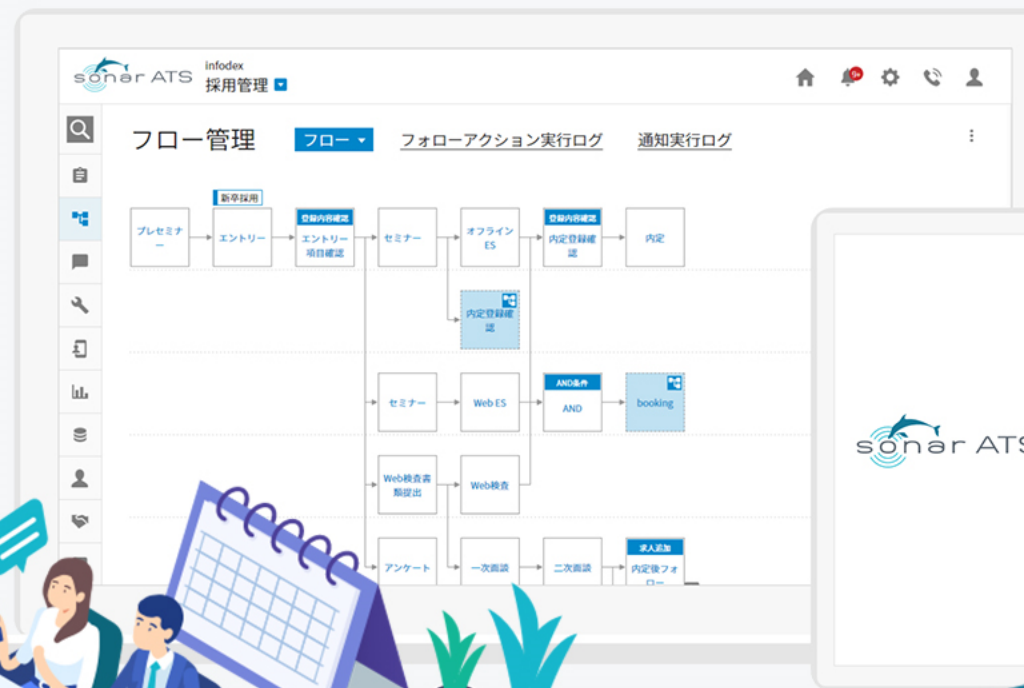 sonar ATS
infodex
採用管理
9+
フロー管理
フロー
フォローアクション実行ログ
通知実行ログ
新卒採用
プレセミナ
ー
エントリー
登録内容確認
エントリー
項目確認
セミナー
オフライン
ES
登録内容確認
内定登録確
認
内定
内定登録確
認
セミナー
Web ES
AND条件
AND
booking
Web検査書
類提出
Web検査
アンケート
一次面談
二次面談
求人追加
内定後フォ
ロー
sonar ATS